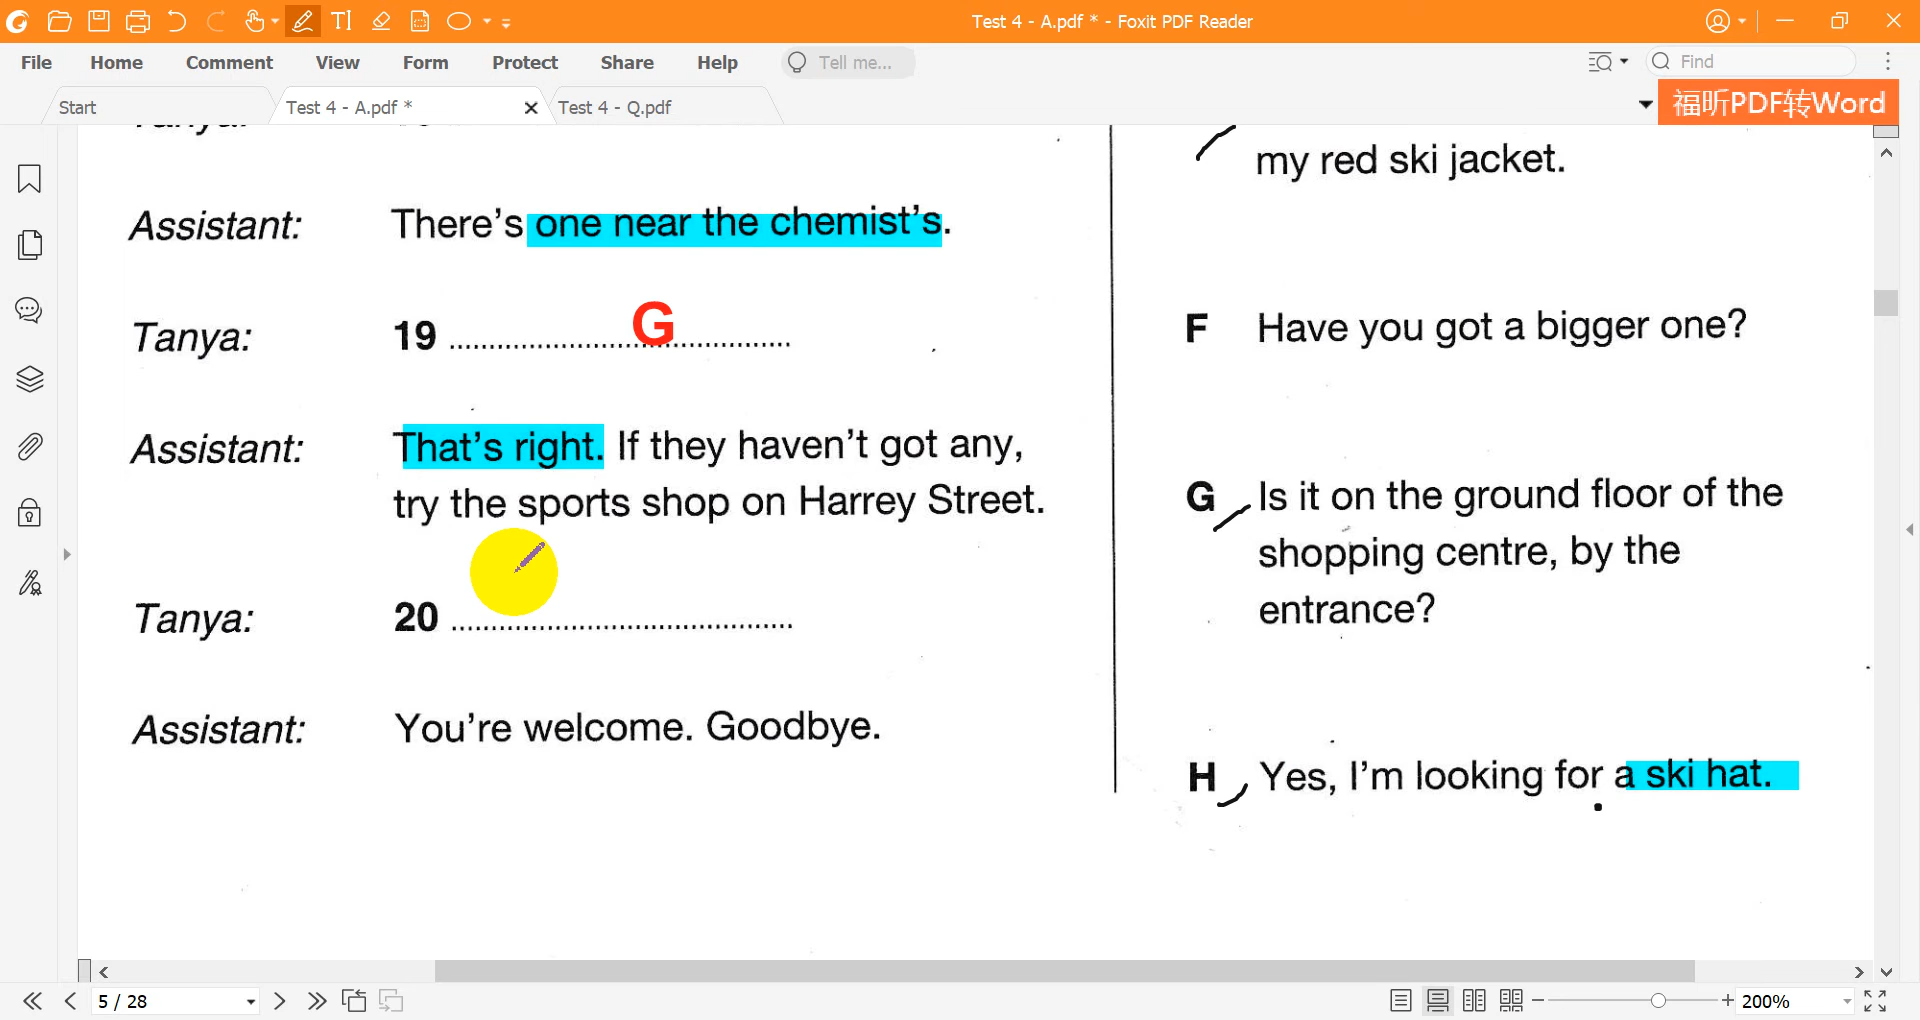 Test 4 - A.pdf * - Foxit PDF Reader
File Home Comment View Form Protect Share Help Tell me... Find
Start Test 4 - A.pdf * Test 4 - Q.pdf 福昕PDF转Word
my red ski jacket.
Assistant: There's one near the chemist's.
Tanya: 19 ........................................... G
Assistant: That's right. If they haven't got any,
try the sports shop on Harrey Street.
Tanya: 20 ...........................................
Assistant: You're welcome. Goodbye.
F Have you got a bigger one?
G Is it on the ground floor of the
shopping centre, by the
entrance?
H Yes, I'm looking for a ski hat.
5 / 28 200%